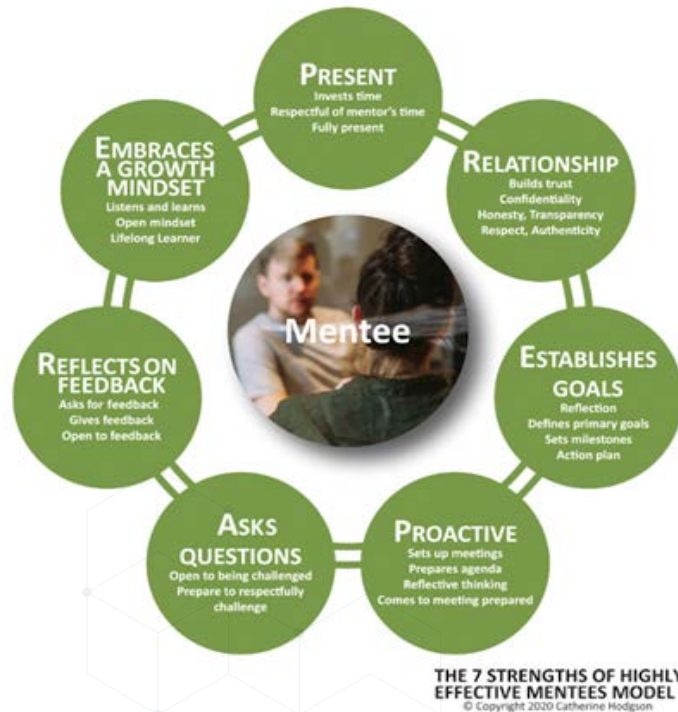 PRESENT
Invests time
Respectful of mentor's time
Fully present
RELATIONSHIP
Builds trust
Confidentiality
Honesty, Transparency
Respect, Authenticity
ESTABLISHES
GOALS
Reflection
Defines primary goals
Sets milestones
Action plan
PROACTIVE
Sets up meetings
Prepares agenda
Reflective thinking
Comes to meeting prepared
ASKS
QUESTIONS
Open to being challenged
Prepare to respectfully
challenge
REFLECTS ON
FEEDBACK
Asks for feedback
Gives feedback
Open to feedback
EMBRACES
A GROWTH
MINDSET
Listens and learns
Open mindset
Lifelong Learner
Mentee
THE 7 STRENGTHS OF HIGHLY
EFFECTIVE MENTEES MODEL
© Copyright 2020 Catherine Hodgson